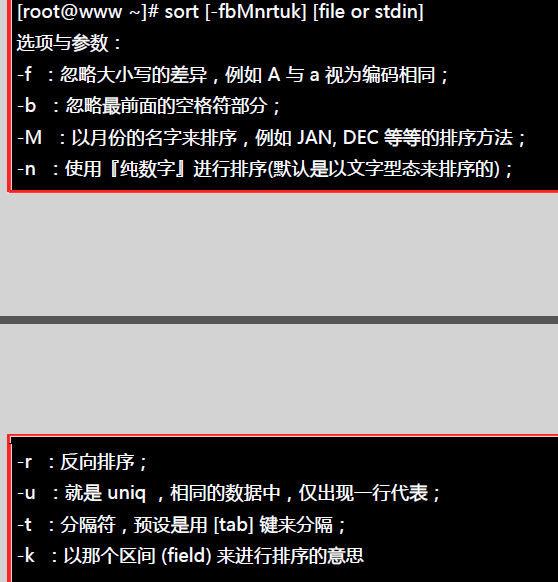 [root@www ~]# sort [-fbMnrtuk] [file or stdin]
选项与参数：
-f ：忽略大小写的差异，例如 A 与 a 视为编码相同；
-b ：忽略最前面的空格符部分；
-M ：以月份的名字来排序，例如 JAN, DEC 等等的排序方法；
-n ：使用『纯数字』进行排序(默认是以文字型态来排序的)；
-r ：反向排序；
-u ：就是 uniq ，相同的数据中，仅出现一行代表；
-t ：分隔符，预设是用 [tab] 键来分隔；
-k ：以那个区间 (field) 来进行排序的意思